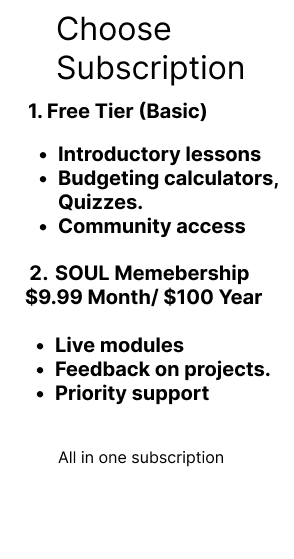 Choose
Subscription
1. Free Tier (Basic)
• Introductory lessons
• Budgeting calculators,
Quizzes.
• Community access
2. SOUL Memebership
$9.99 Month/ $100 Year
• Live modules
• Feedback on projects.
• Priority support
All in one subscription